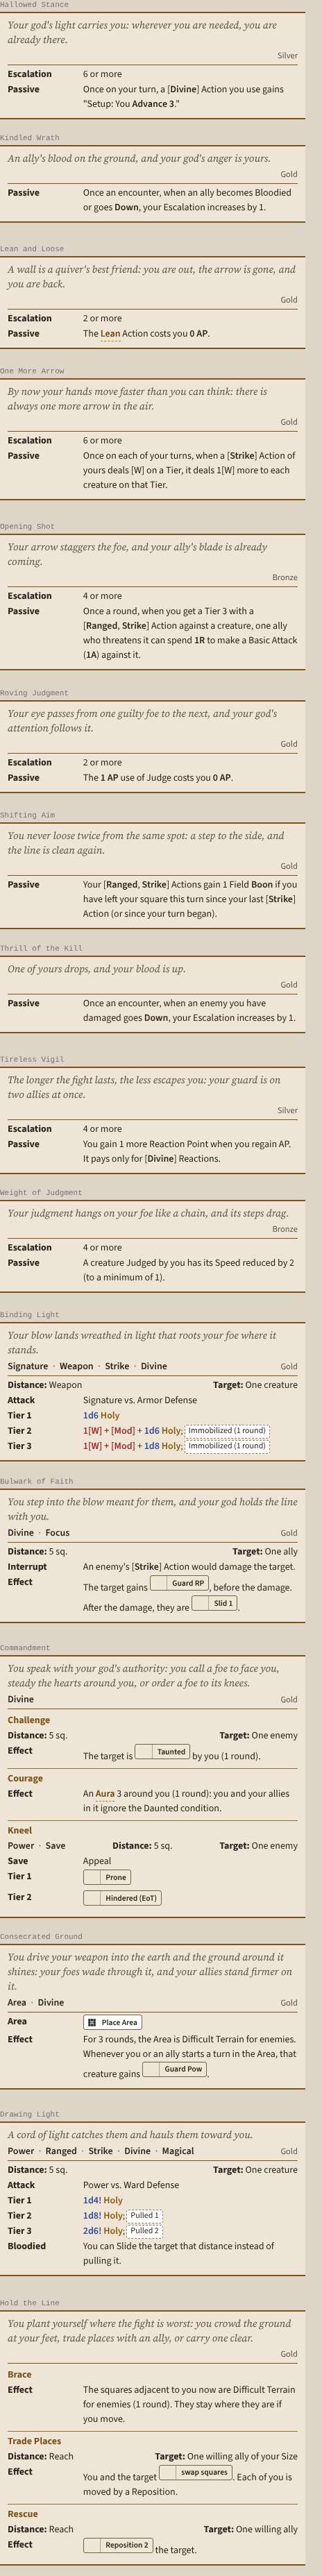 Hallowed Stance
Your god's light carries you: wherever you are needed, you are
already there.
Silver
Escalation 6 or more
Passive Once on your turn, a [Divine] Action you use gains
"Setup: You Advance 3."
Kindled Wrath
An ally's blood on the ground, and your god's anger is yours.
Gold
Passive Once an encounter, when an ally becomes Bloodied
or goes Down, your Escalation increases by 1.
Lean and Loose
A wall is a quiver's best friend: you are out, the arrow is gone, and
you are back.
Gold
Escalation 2 or more
Passive The Lean Action costs you 0 AP.
One More Arrow
By now your hands move faster than you can think: there is
always one more arrow in the air.
Gold
Escalation 6 or more
Passive Once on each of your turns, when a [Strike] Action of
yours deals [W] on a Tier, it deals 1[W] more to each
creature on that Tier.
Opening Shot
Your arrow staggers the foe, and your ally's blade is already
coming.
Bronze
Escalation 4 or more
Passive Once a round, when you get a Tier 3 with a
[Ranged, Strike] Action against a creature, one ally
who threatens it can spend 1R to make a Basic Attack
(1A) against it.
Roving Judgment
Your eye passes from one guilty foe to the next, and your god's
attention follows it.
Gold
Escalation 2 or more
Passive The 1 AP use of Judge costs you 0 AP.
Shifting Aim
You never loose twice from the same spot: a step to the side, and
the line is clean again.
Gold
Passive Your [Ranged, Strike] Actions gain 1 Field Boon if you
have left your square this turn since your last [Strike]
Action (or since your turn began).
Thrill of the Kill
One of yours drops, and your blood is up.
Gold
Passive Once an encounter, when an enemy you have
damaged goes Down, your Escalation increases by 1.
Tireless Vigil
The longer the fight lasts, the less escapes you: your guard is on
two allies at once.
Silver
Escalation 4 or more
Passive You gain 1 more Reaction Point when you regain AP.
It pays only for [Divine] Reactions.
Weight of Judgment
Your judgment hangs on your foe like a chain, and its steps drag.
Bronze
Escalation 4 or more
Passive A creature Judged by you has its Speed reduced by 2
(to a minimum of 1).
Binding Light
Your blow lands wreathed in light that roots your foe where it
stands.
Signature · Weapon · Strike · Divine Gold
Distance: Weapon Target: One creature
Attack Signature vs. Armor Defense
Tier 1 1d6 Holy
Tier 2 1[W] + [Mod] + 1d6 Holy; Immobilized (1 round)
Tier 3 1[W] + [Mod] + 1d8 Holy; Immobilized (1 round)
Bulwark of Faith
You step into the blow meant for them, and your god holds the line
with you.
Divine · Focus Gold
Distance: 5 sq. Target: One ally
Interrupt An enemy's [Strike] Action would damage the target.
Effect The target gains Guard RP, before the damage.
After the damage, they are Slid 1.
Commandment
You speak with your god's authority: you call a foe to face you,
steady the hearts around you, or order a foe to its knees.
Divine Gold
Challenge
Distance: 5 sq. Target: One enemy
Effect The target is Taunted by you (1 round).
Courage
Effect An Aura 3 around you (1 round): you and your allies
in it ignore the Daunted condition.
Kneel
Power · Save Distance: 5 sq. Target: One enemy
Save Appeal
Tier 1 Prone
Tier 2 Hindered (EoT)
Consecrated Ground
You drive your weapon into the earth and the ground around it
shines: your foes wade through it, and your allies stand firmer on
it.
Area · Divine Gold
Area Place Area
Effect For 3 rounds, the Area is Difficult Terrain for enemies.
Whenever you or an ally starts a turn in the Area, that
creature gains Guard Pow.
Drawing Light
A cord of light catches them and hauls them toward you.
Power · Ranged · Strike · Divine · Magical Gold
Distance: 5 sq. Target: One creature
Attack Power vs. Ward Defense
Tier 1 1d4! Holy
Tier 2 1d8! Holy; Pulled 1
Tier 3 2d6! Holy; Pulled 2
Bloodied You can Slide the target that distance instead of
pulling it.
Hold the Line
You plant yourself where the fight is worst: you crowd the ground
at your feet, trade places with an ally, or carry one clear.
Gold
Brace
Effect The squares adjacent to you now are Difficult Terrain
for enemies (1 round). They stay where they are if
you move.
Trade Places
Distance: Reach Target: One willing ally of your Size
Effect You and the target swap squares. Each of you is
moved by a Reposition.
Rescue
Distance: Reach Target: One willing ally
Effect Reposition 2 the target.